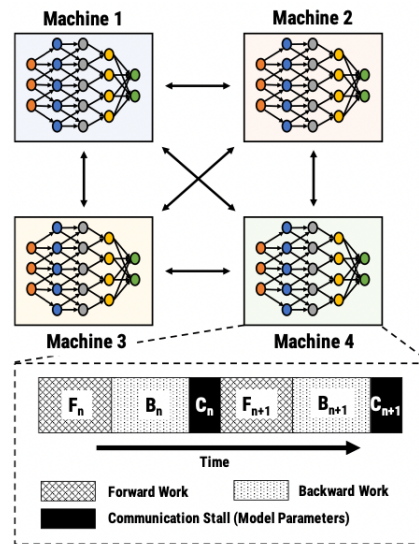 Machine 1
Machine 2
Machine 3
Machine 4
Fn
Bn
Cn
Fn+1
Bn+1
Cn+1
Time
Forward Work
Backward Work
Communication Stall (Model Parameters)